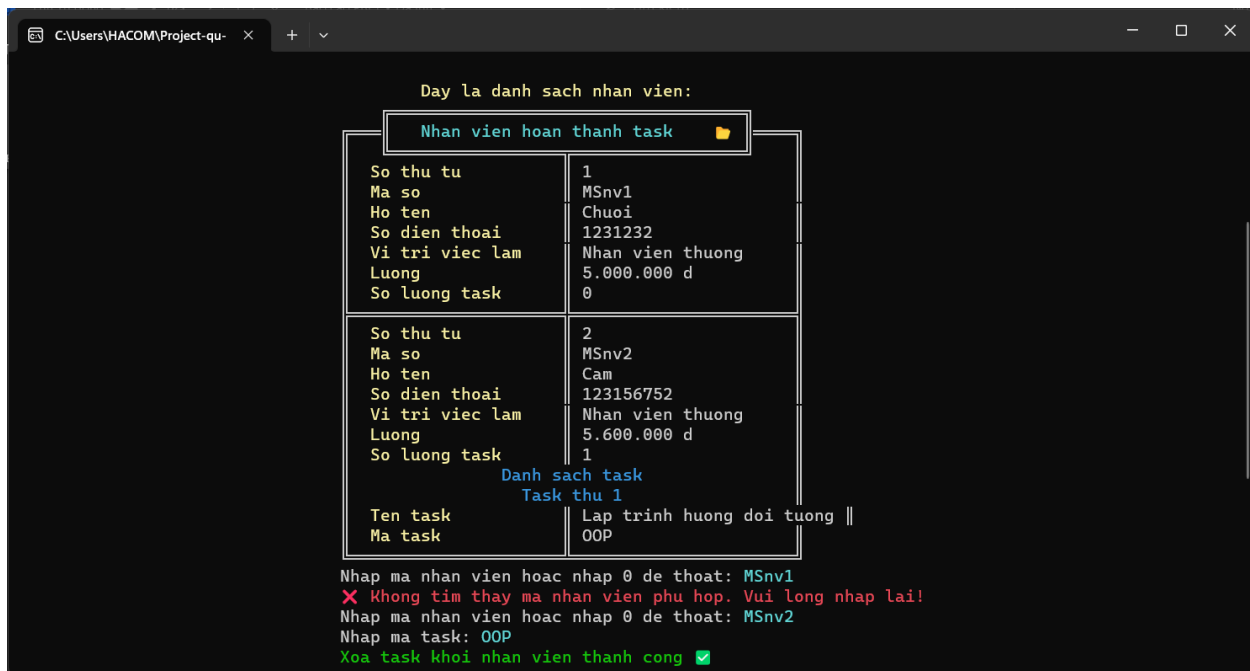 C:\Users\HACOM\Project-qu-
Day la danh sach nhan vien:
Nhan vien hoan thanh task
So thu tu 1
Ma so MSnv1
Ho ten Chuoi
So dien thoai 1231232
Vi tri viec lam Nhan vien thuong
Luong 5.000.000 d
So luong task 0
So thu tu 2
Ma so MSnv2
Ho ten Cam
So dien thoai 123156752
Vi tri viec lam Nhan vien thuong
Luong 5.600.000 d
So luong task 1
Danh sach task
Task thu 1
Ten task Lap trinh huong doi tuong
Ma task OOP
Nhap ma nhan vien hoac nhap 0 de thoat: MSnv1
❌ Khong tim thay ma nhan vien phu hop. Vui long nhap lai!
Nhap ma nhan vien hoac nhap 0 de thoat: MSnv2
Nhap ma task: OOP
Xoa task khoi nhan vien thanh cong ✅